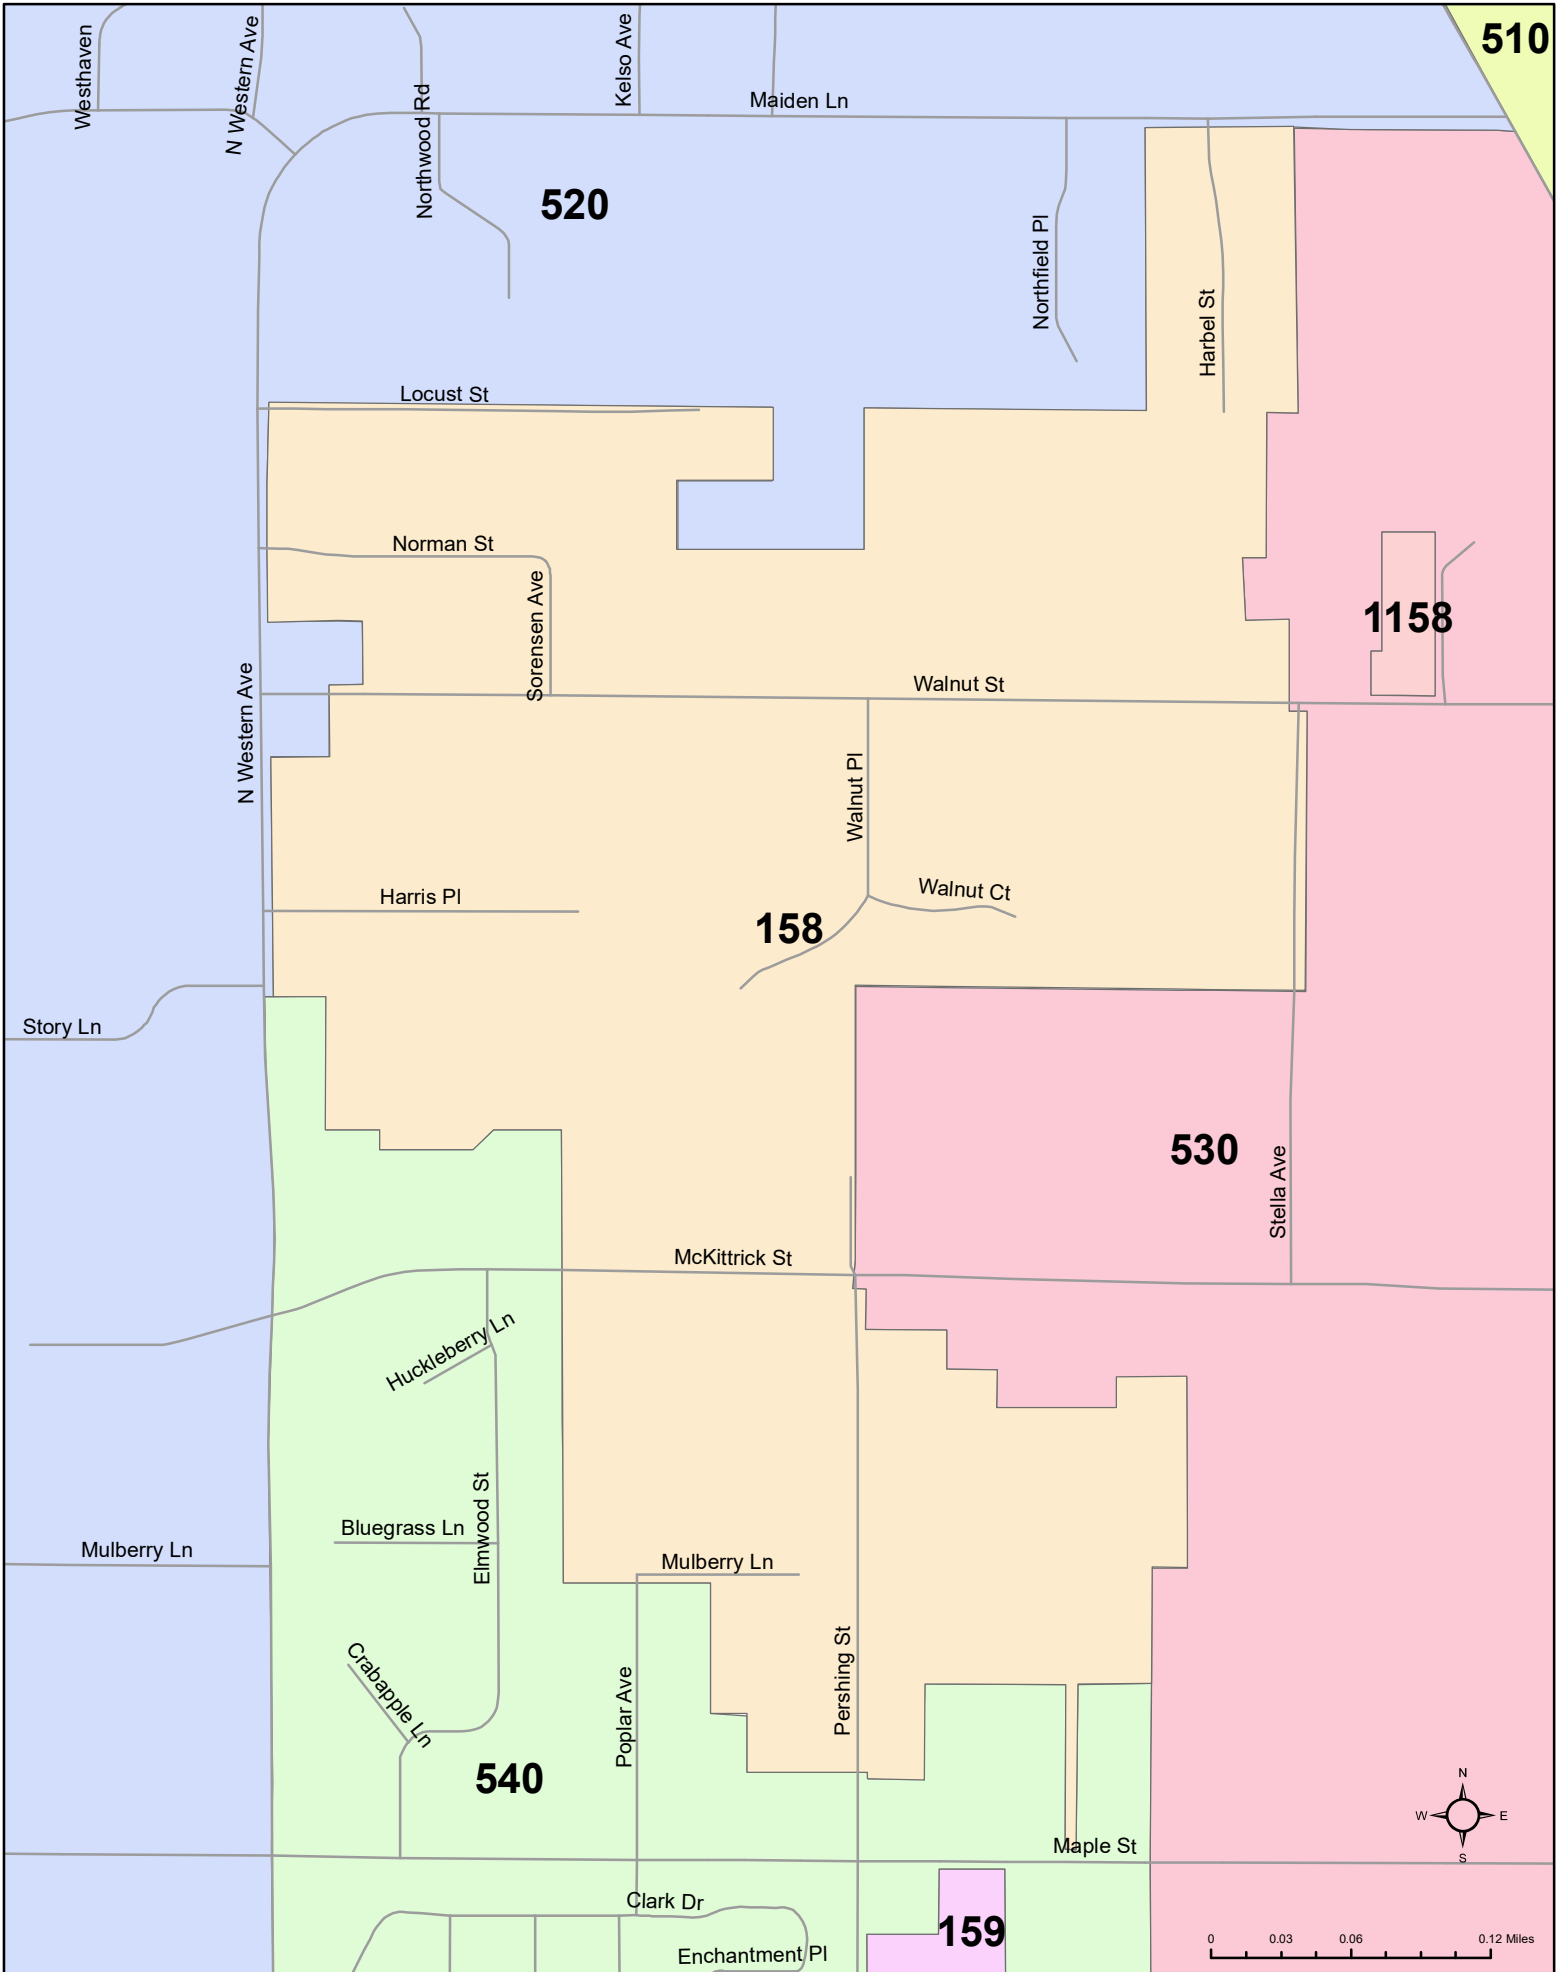 510
Westhaven
N Western Ave
Northwood Rd
Kelso Ave
Maiden Ln
520
Northfield Pl
Harbel St
Locust St
Norman St
Sorensen Ave
1158
N Western Ave
Walnut St
Walnut Pl
Harris Pl
Walnut Ct
158
Story Ln
530
Stella Ave
McKittrick St
Huckleberry Ln
Elmwood St
Bluegrass Ln
Mulberry Ln
Mulberry Ln
Crabapple Ln
Poplar Ave
Pershing St
540
N
W
E
S
Maple St
Clark Dr
159
Enchantment Pl
0 0.03 0.06 0.12 Miles